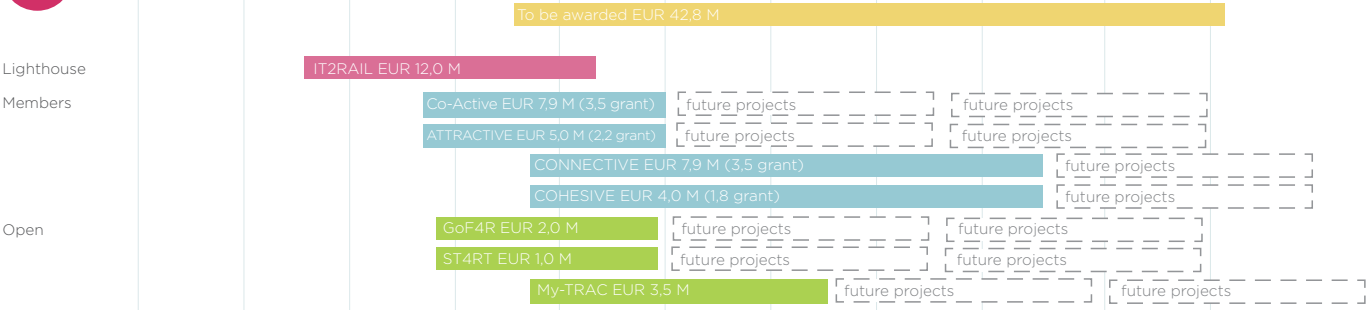 To be awarded EUR 42,8 M
Lighthouse
IT2RAIL EUR 12,0 M
Members
Co-Active EUR 7,9 M (3,5 grant)
future projects
future projects
ATTRACTIVE EUR 5,0 M (2,2 grant)
future projects
future projects
CONNECTIVE EUR 7,9 M (3,5 grant)
future projects
COHESIVE EUR 4,0 M (1,8 grant)
future projects
Open
GoF4R EUR 2,0 M
future projects
future projects
ST4RT EUR 1,0 M
future projects
future projects
My-TRAC EUR 3,5 M
future projects
future projects